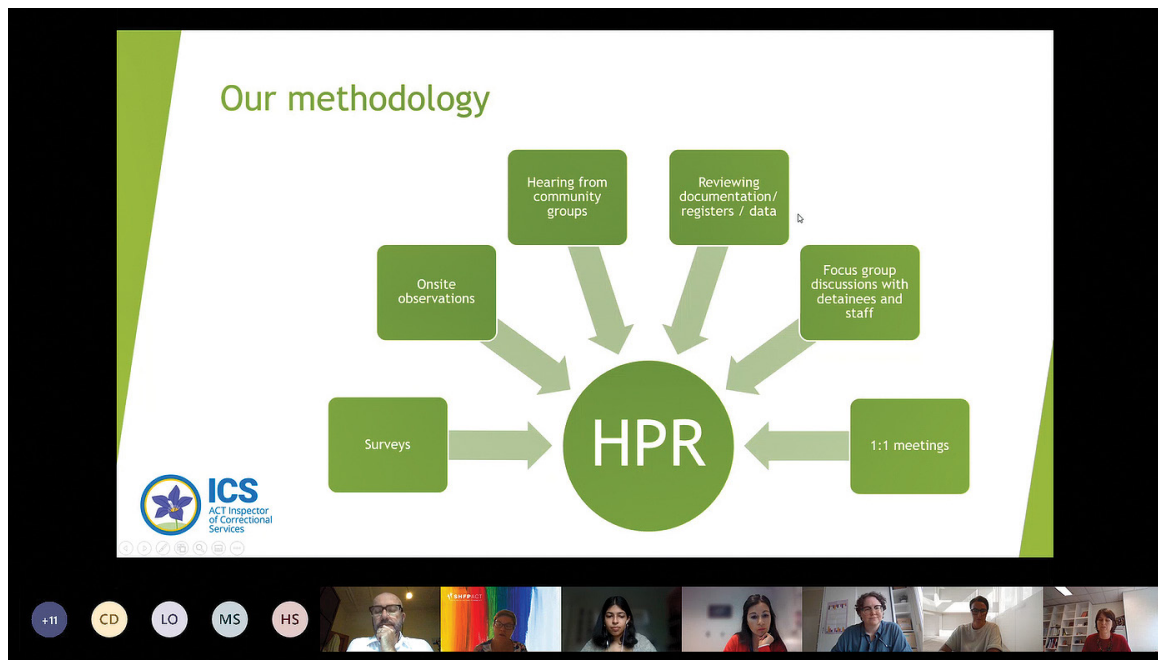 Our methodology
Hearing from
community
groups
Reviewing
documentation/
registers / data
Onsite
observations
Focus group
discussions with
detainees and
staff
Surveys
HPR
1:1 meetings
ICS
ACT Inspector
of Correctional
Services
+11
CD
LO
MS
HS
SHFPACT